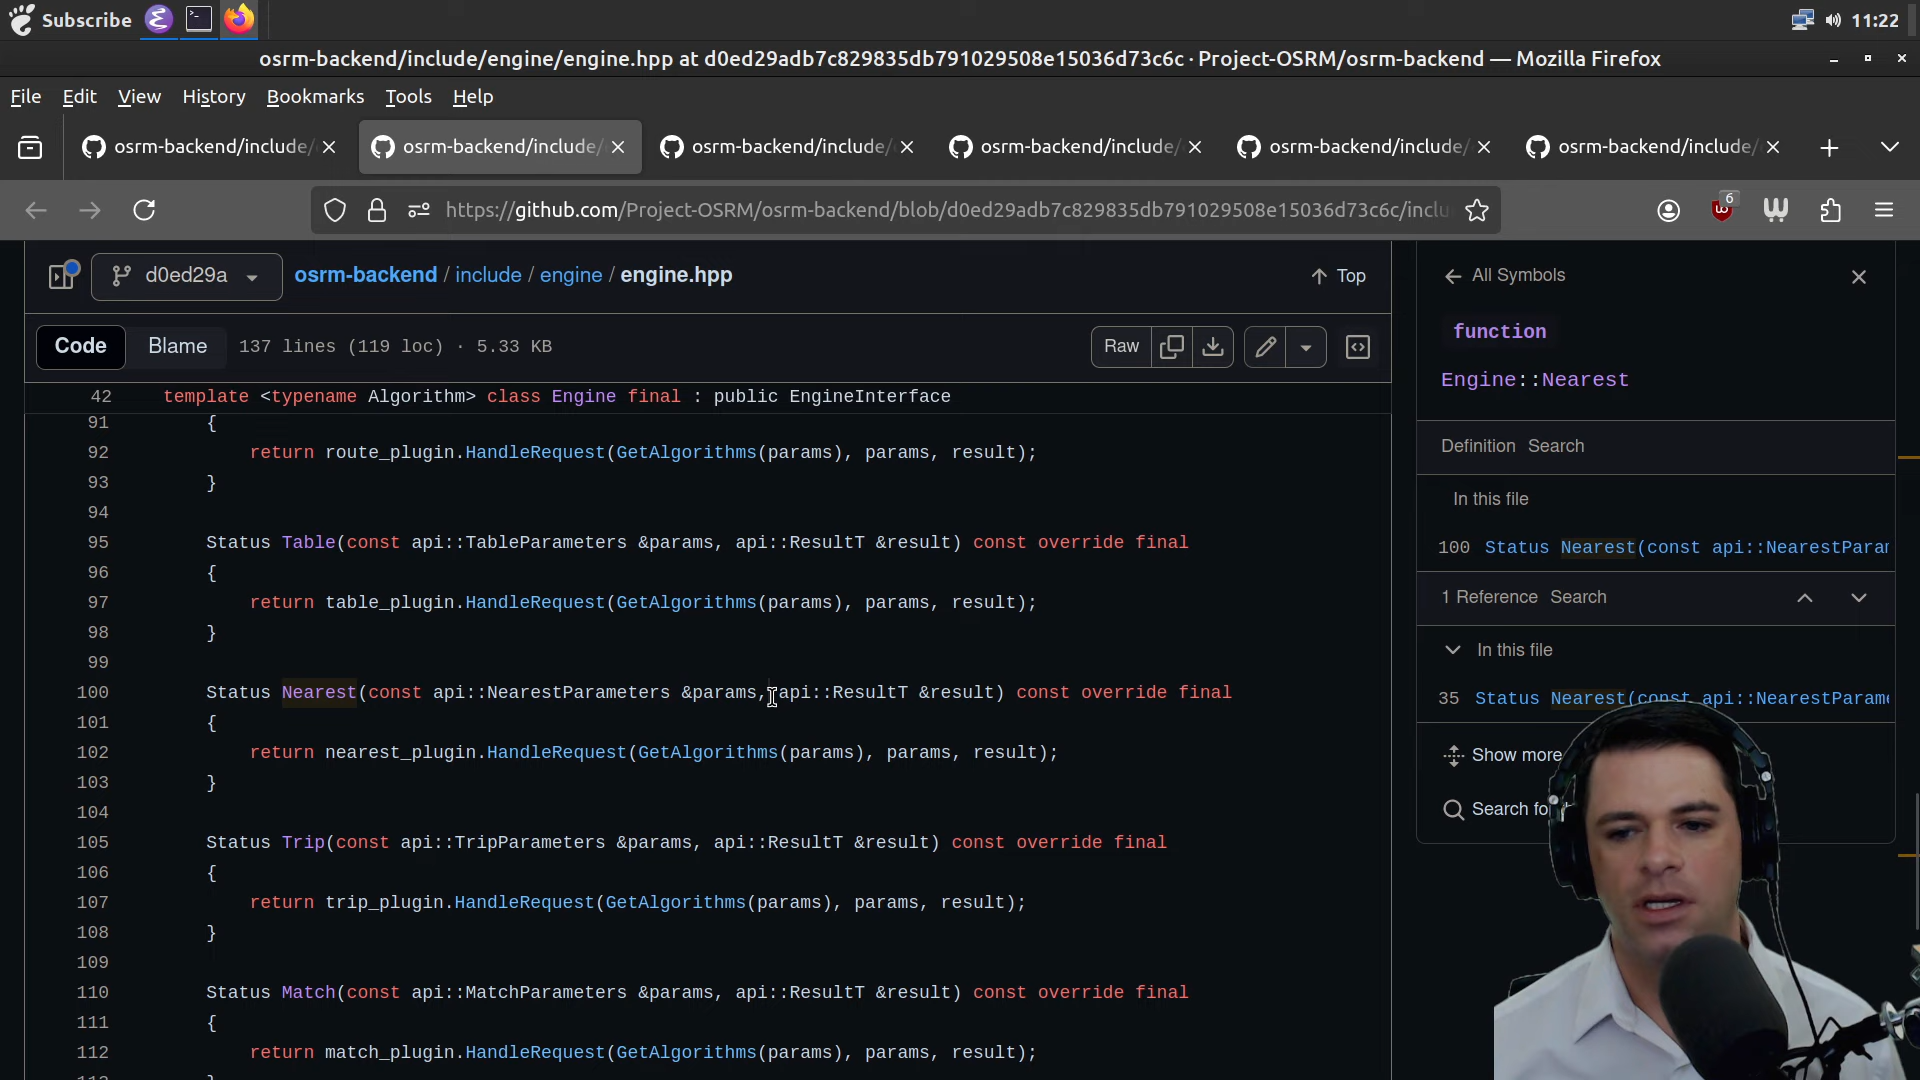 Subscribe
11:22
osrm-backend/include/engine/engine.hpp at d0ed29adb7c829835db791029508e15036d73c6c · Project-OSRM/osrm-backend — Mozilla Firefox
File Edit View History Bookmarks Tools Help
osrm-backend/include/ osrm-backend/include/ osrm-backend/include/ osrm-backend/include/ osrm-backend/include/ osrm-backend/include/
https://github.com/Project-OSRM/osrm-backend/blob/d0ed29adb7c829835db791029508e15036d73c6c/inclu
6
d0ed29a osrm-backend / include / engine / engine.hpp Top
Code Blame 137 lines (119 loc) · 5.33 KB Raw
42 template <typename Algorithm> class Engine final : public EngineInterface
91 {
92 return route_plugin.HandleRequest(GetAlgorithms(params), params, result);
93 }
94
95 Status Table(const api::TableParameters &params, api::ResultT &result) const override final
96 {
97 return table_plugin.HandleRequest(GetAlgorithms(params), params, result);
98 }
99
100 Status Nearest(const api::NearestParameters &params, api::ResultT &result) const override final
101 {
102 return nearest_plugin.HandleRequest(GetAlgorithms(params), params, result);
103 }
104
105 Status Trip(const api::TripParameters &params, api::ResultT &result) const override final
106 {
107 return trip_plugin.HandleRequest(GetAlgorithms(params), params, result);
108 }
109
110 Status Match(const api::MatchParameters &params, api::ResultT &result) const override final
111 {
112 return match_plugin.HandleRequest(GetAlgorithms(params), params, result);
All Symbols
function
Engine::Nearest
Definition Search
In this file
100 Status Nearest(const api::NearestParam
1 Reference Search
In this file
35 Status Nearest(const api::NearestParame
Show more
Search fo